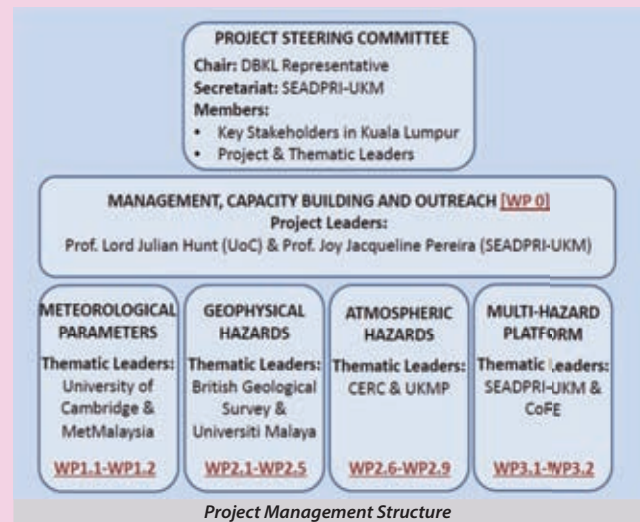 PROJECT STEERING COMMITTEE
Chair: DBKL Representative
Secretariat: SEADPRI-UKM
Members:
• Key Stakeholders in Kuala Lumpur
• Project & Thematic Leaders
MANAGEMENT, CAPACITY BUILDING AND OUTREACH [WP 0]
Project Leaders:
Prof. Lord Julian Hunt (UoC) & Prof. Joy Jacqueline Pereira (SEADPRI-UKM)
METEOROLOGICAL
PARAMETERS
Thematic Leaders:
University of
Cambridge &
MetMalaysia
WP1.1-WP1.2
GEOPHYSICAL
HAZARDS
Thematic Leaders:
British Geological
Survey &
Universiti Malaya
WP2.1-WP2.5
ATMOSPHERIC
HAZARDS
Thematic Leaders:
CERC & UKMP
WP2.6-WP2.9
MULTI-HAZARD
PLATFORM
Thematic Leaders:
SEADPRI-UKM &
CoFE
WP3.1-WP3.2
Project Management Structure